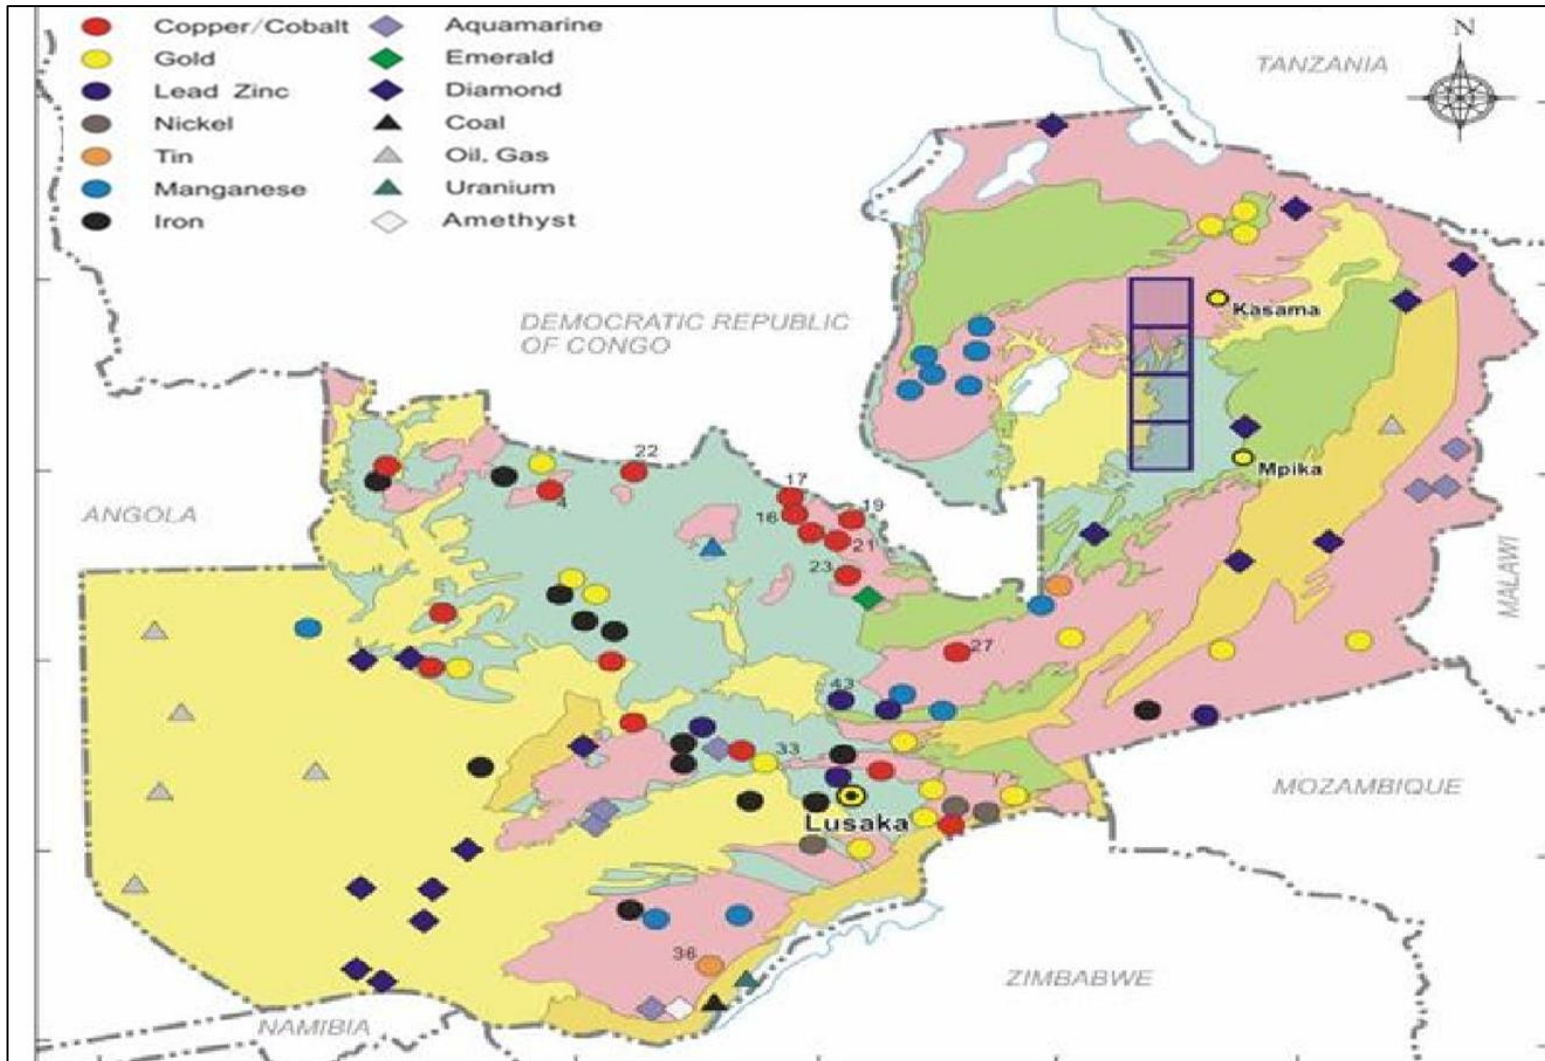 Copper/Cobalt
Gold
Lead Zinc
Nickel
Tin
Manganese
Iron
Aquamarine
Emerald
Diamond
Coal
Oil, Gas
Uranium
Amethyst
N
TANZANIA
DEMOCRATIC REPUBLIC
OF CONGO
Kasama
Mpika
ANGOLA
22
4
17
16
19
21
23
MALAWI
27
43
33
Lusaka
MOZAMBIQUE
36
ZIMBABWE
NAMIBIA